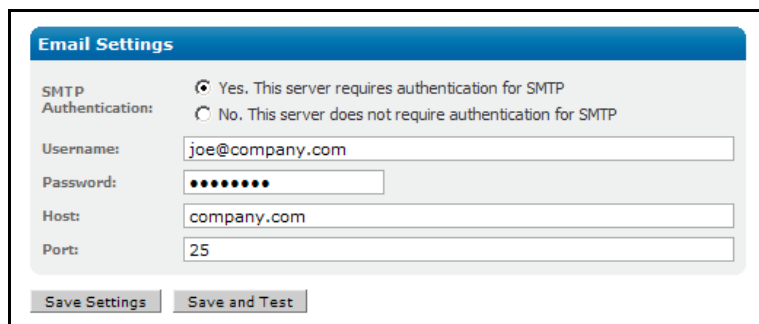 Email Settings
SMTP Authentication:
Yes. This server requires authentication for SMTP
No. This server does not require authentication for SMTP
Username: joe@company.com
Password: ●●●●●●●●
Host: company.com
Port: 25
Save Settings Save and Test